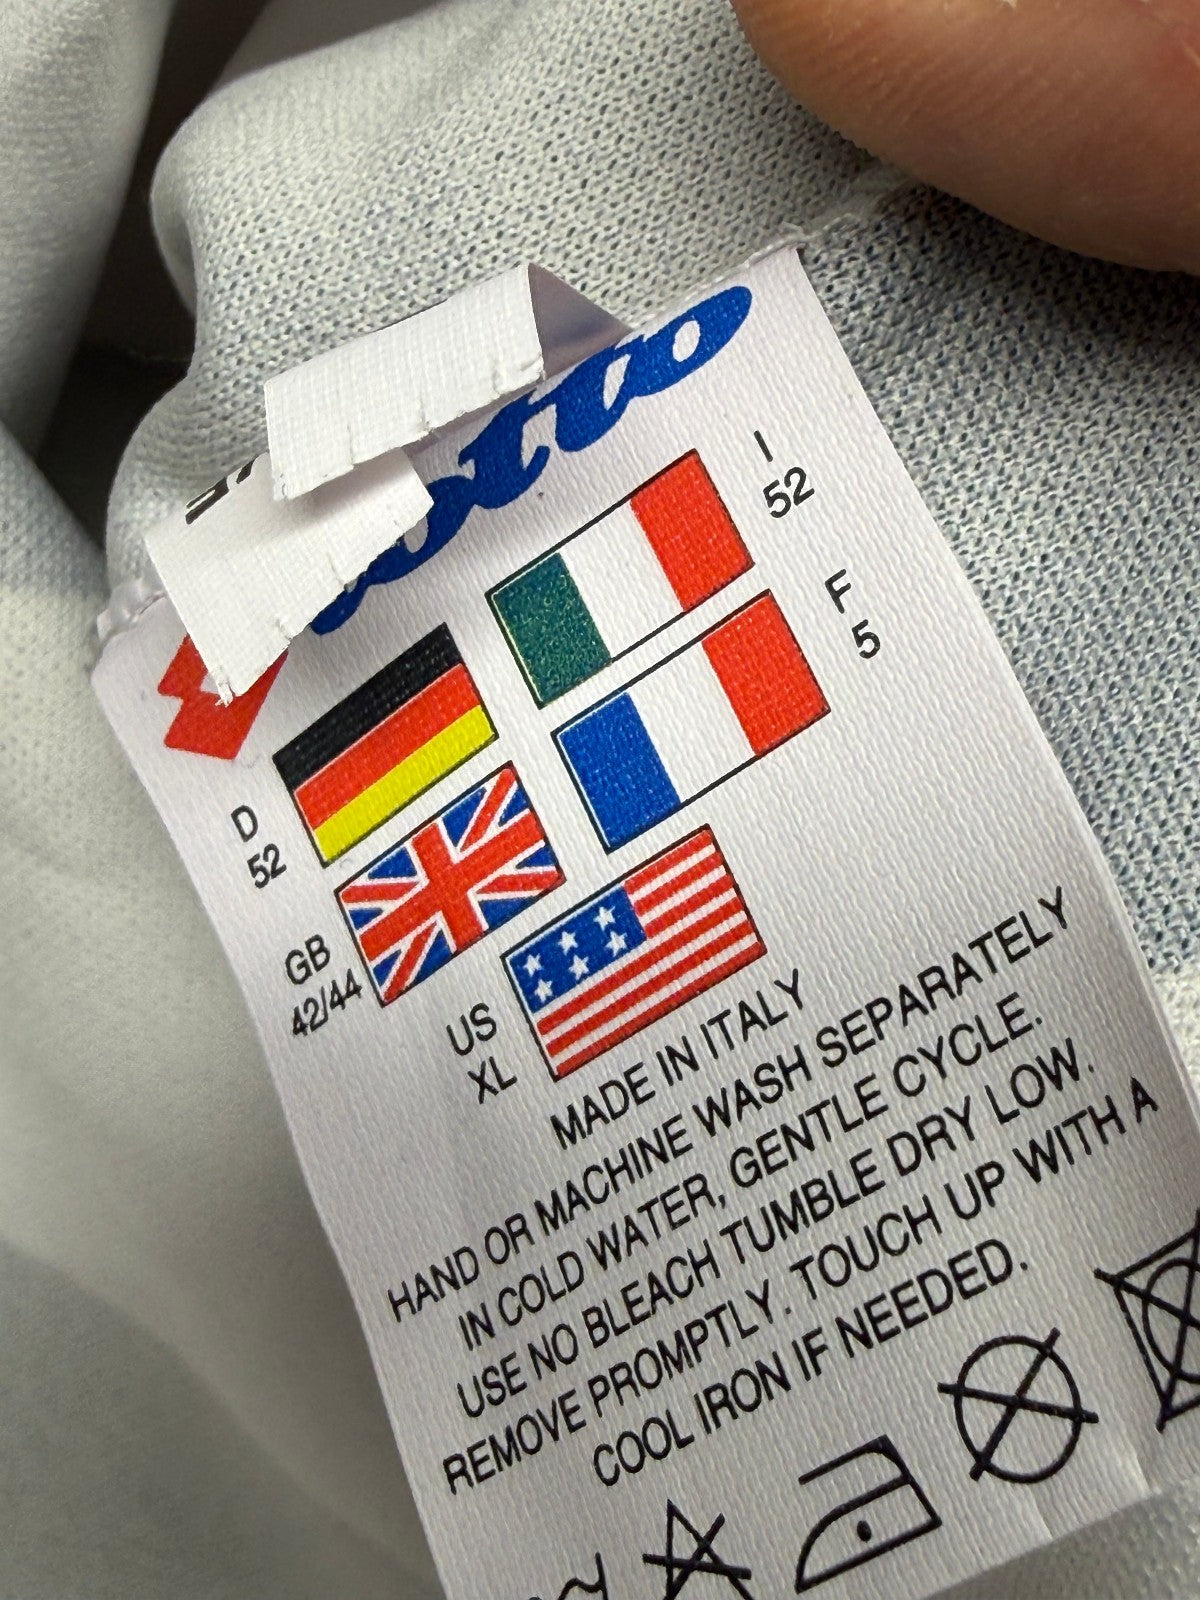 Lotto
I
52
F
5
D
52
GB
42/44
US
XL
MADE IN ITALY
HAND OR MACHINE WASH SEPARATELY
IN COLD WATER, GENTLE CYCLE.
USE NO BLEACH TUMBLE DRY LOW.
REMOVE PROMPTLY. TOUCH UP WITH A
COOL IRON IF NEEDED.